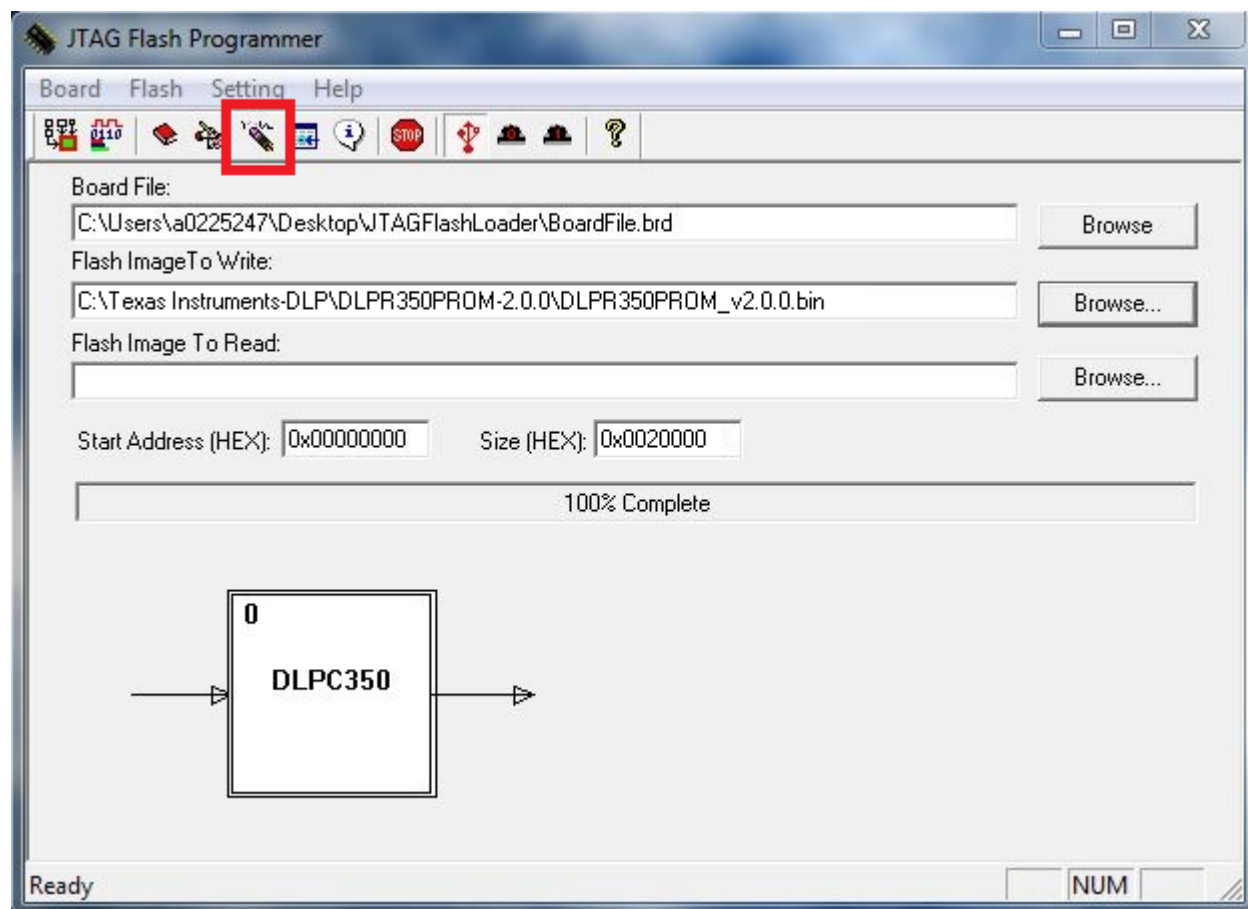 JTAG Flash Programmer
Board Flash Setting Help
0110 STOP
Board File:
C:\Users\a0225247\Desktop\JTAGFlashLoader\BoardFile.brd Browse
Flash ImageTo Write:
C:\Texas Instruments-DLP\DLPR350PROM-2.0.0\DLPR350PROM_v2.0.0.bin Browse...
Flash Image To Read:
Browse...
Start Address (HEX): 0x00000000 Size (HEX): 0x0020000
100% Complete
0
DLPC350
Ready NUM